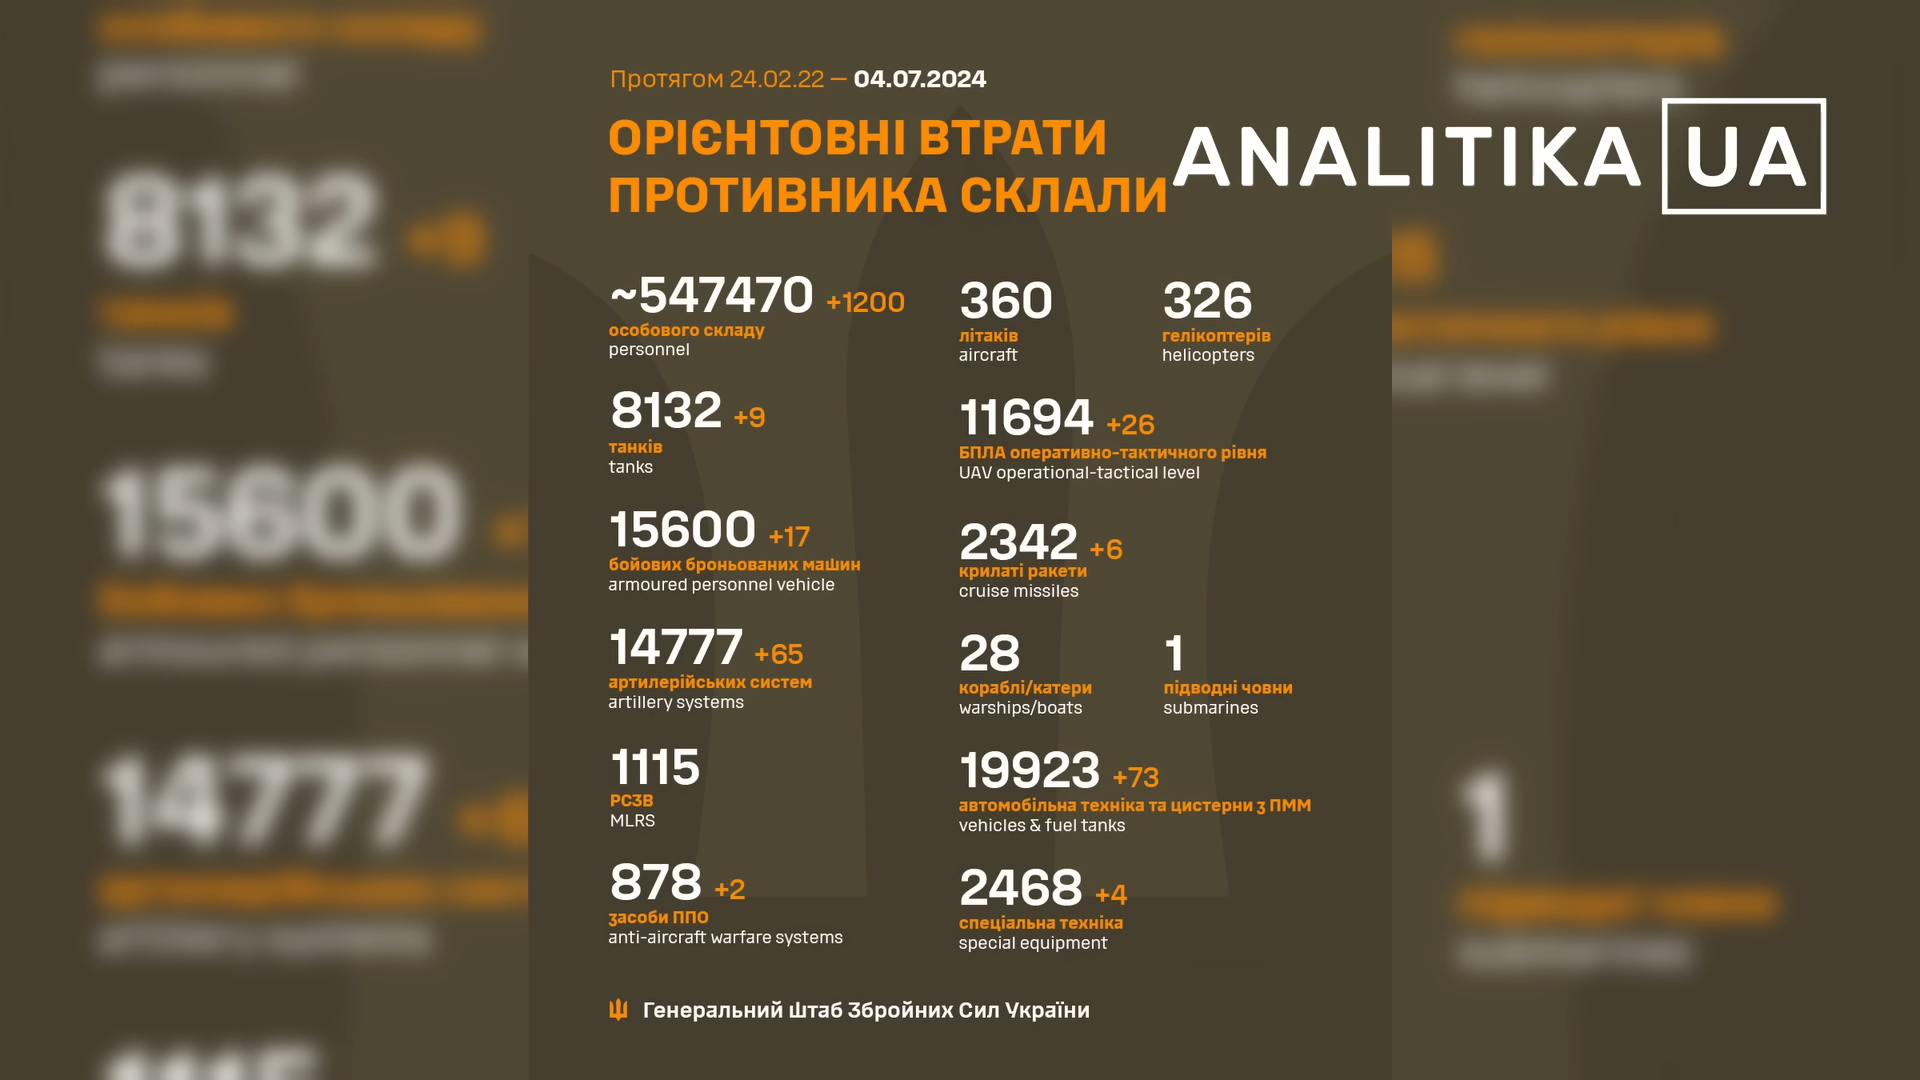 Протягом 24.02.22 — 04.07.2024
ОРІЄНТОВНІ ВТРАТИ
ПРОТИВНИКА СКЛАЛИ
ANALITIKA UA
~547470 +1200
особового складу
personnel
360
літаків
aircraft
326
гелікоптерів
helicopters
8132 +9
танків
tanks
11694 +26
БПЛА оперативно-тактичного рівня
UAV operational-tactical level
15600 +17
бойових броньованих машин
armoured personnel vehicle
2342 +6
крилаті ракети
cruise missiles
14777 +65
артилерійських систем
artillery systems
28
кораблі/катери
warships/boats
1
підводні човни
submarines
1115
РСЗВ
MLRS
19923 +73
автомобільна техніка та цистерни з ПММ
vehicles & fuel tanks
878 +2
засоби ППО
anti-aircraft warfare systems
2468 +4
спеціальна техніка
special equipment
Генеральний штаб Збройних Сил України